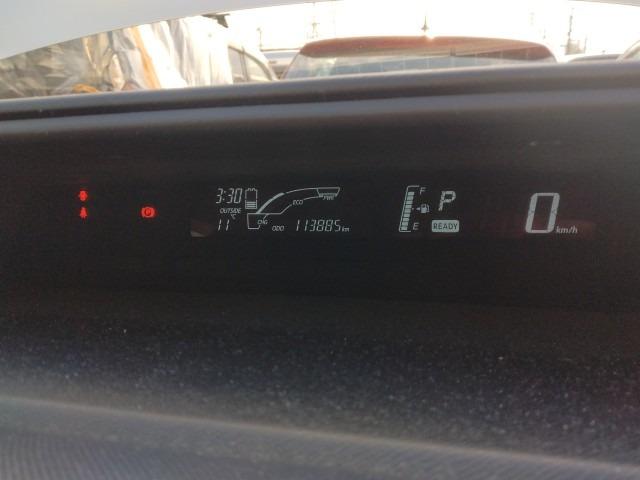 3:30
OUTSIDE
11 °C
ECO
PWR
CHG
ODO 113885 km
F
E
P
READY
0 km/h